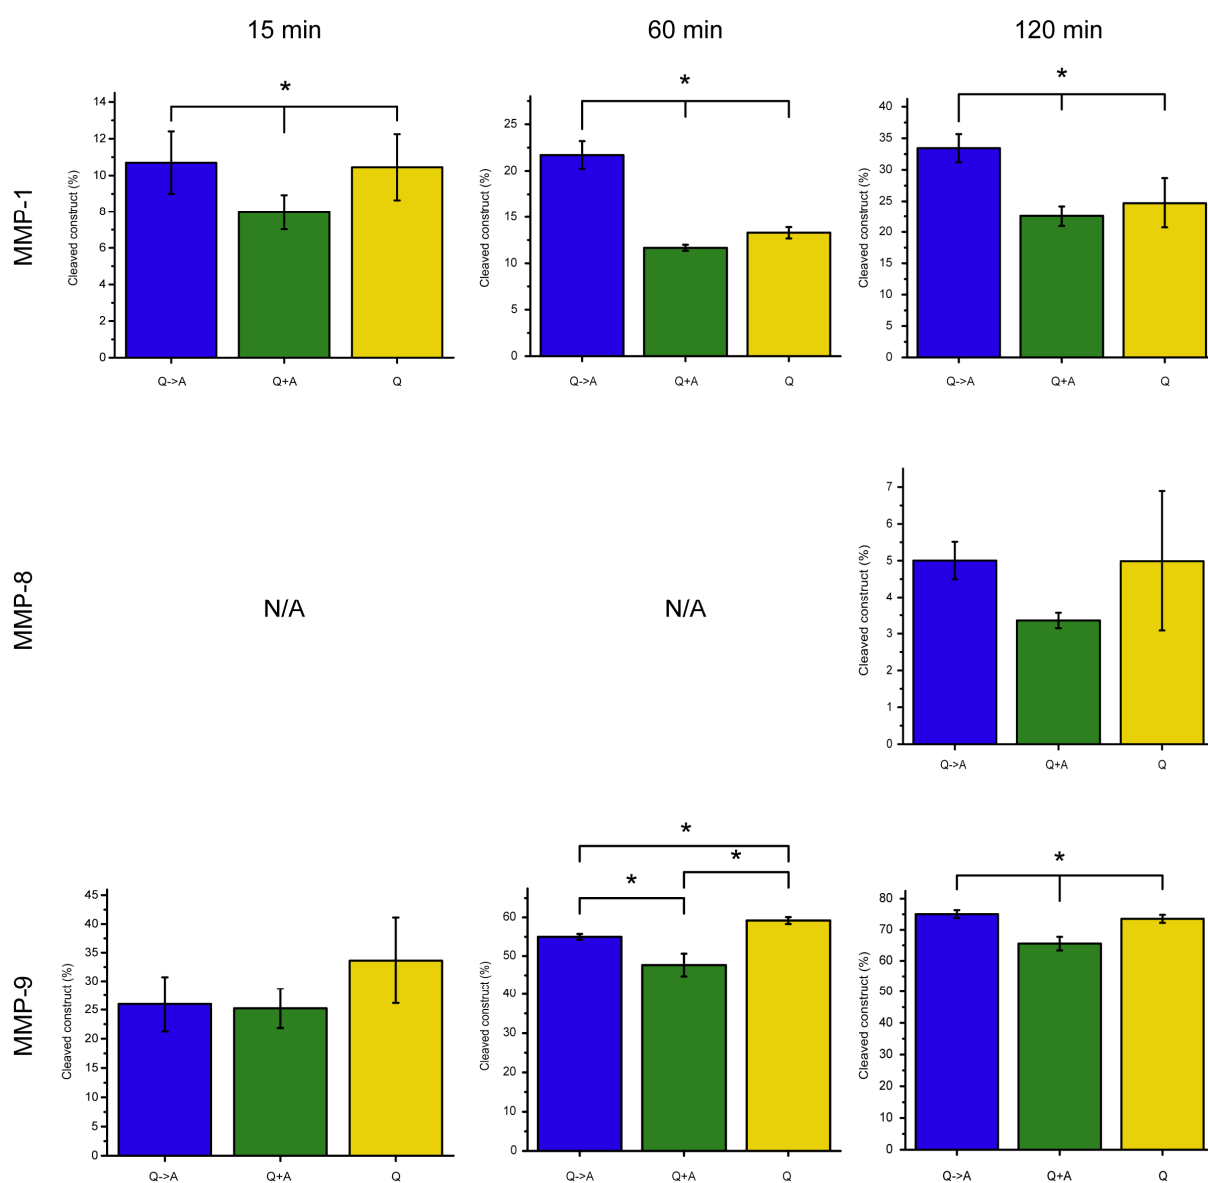 15 min
60 min
120 min
MMP-1
*
Cleaved construct (%)
14
12
10
8
6
4
2
0
Q->A
Q+A
Q
*
Cleaved construct (%)
25
20
15
10
5
0
Q->A
Q+A
Q
*
Cleaved construct (%)
40
35
30
25
20
15
10
5
0
Q->A
Q+A
Q
MMP-8
N/A
N/A
Cleaved construct (%)
7
6
5
4
3
2
1
0
Q->A
Q+A
Q
MMP-9
Cleaved construct (%)
45
40
35
30
25
20
15
10
5
0
Q->A
Q+A
Q
*
*
*
Cleaved construct (%)
60
50
40
30
20
10
0
Q->A
Q+A
Q
*
Cleaved construct (%)
80
70
60
50
40
30
20
10
0
Q->A
Q+A
Q